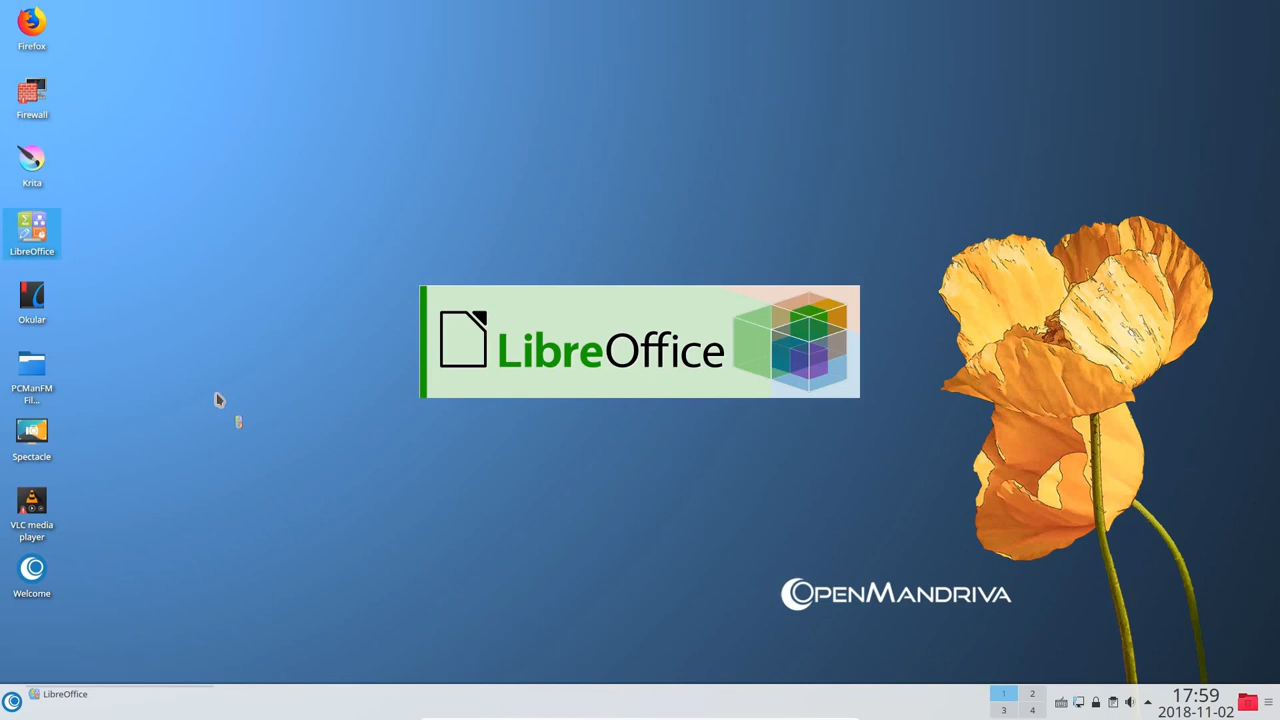 Firefox
Firewall
Krita
LibreOffice
Okular
PCManFM
Fil...
Spectacle
VLC media
player
Welcome
LibreOffice
OPENMANDRIVA
LibreOffice
1
2
3
4
17:59
2018-11-02